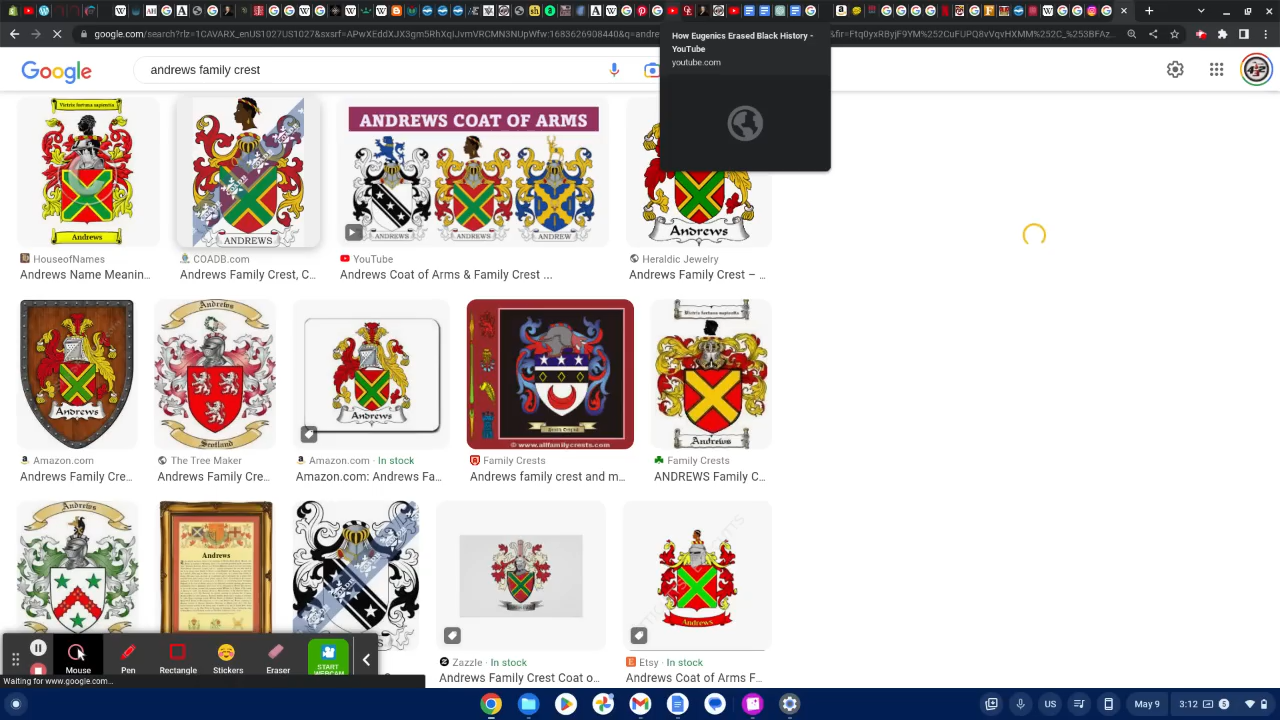 How Eugenics Erased Black History - YouTube
youtube.com
google.com/search?rlz=1CAVARX_enUS1027US1027&sxsrf=APwXEddXJX3gm5RhXqiJvmVRCMN3NUpWfw:1683626908440&q=andre
Google
andrews family crest
Victrix fortunae sapientia
Andrews
ANDREWS
ANDREWS COAT OF ARMS
ANDREWS
ANDREWS
ANDREW
Andrews
HouseofNames
Andrews Name Meanin...
COADB.com
Andrews Family Crest, C...
YouTube
Andrews Coat of Arms & Family Crest ...
Heraldic Jewelry
Andrews Family Crest – ...
Andrews
Andrews
Scotland
Andrews
© www.allfamilycrests.com
Andrews
Amazon.com
Andrews Family Cre...
The Tree Maker
Andrews Family Cre...
Amazon.com · In stock
Amazon.com: Andrews Fa...
Family Crests
Andrews family crest and m...
Family Crests
ANDREWS Family C...
Andrews
Andrews
Andrews
Zazzle · In stock
Andrews Family Crest Coat o...
Etsy · In stock
Coat of Arms F...
Mouse
Pen
Rectangle
Stickers
Eraser
START WEBCAM
Waiting for www.google.com...
US
May 9
3:12